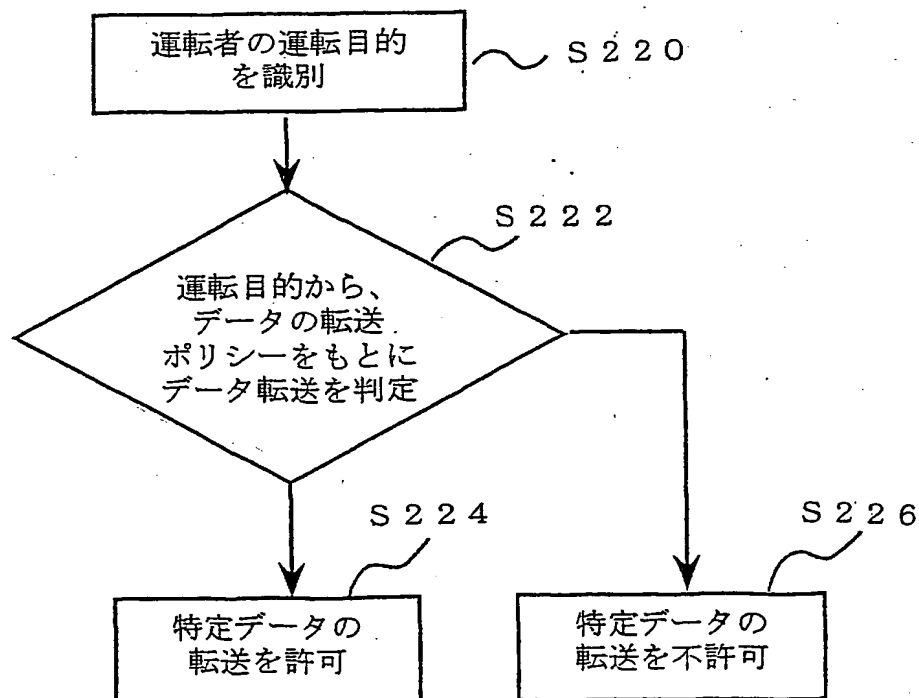 運転者の運転目的
を識別
S220
S222
運転目的から、
データの転送
ポリシーをもとに
データ転送を判定
S224
S226
特定データの
転送を許可
特定データの
転送を不許可